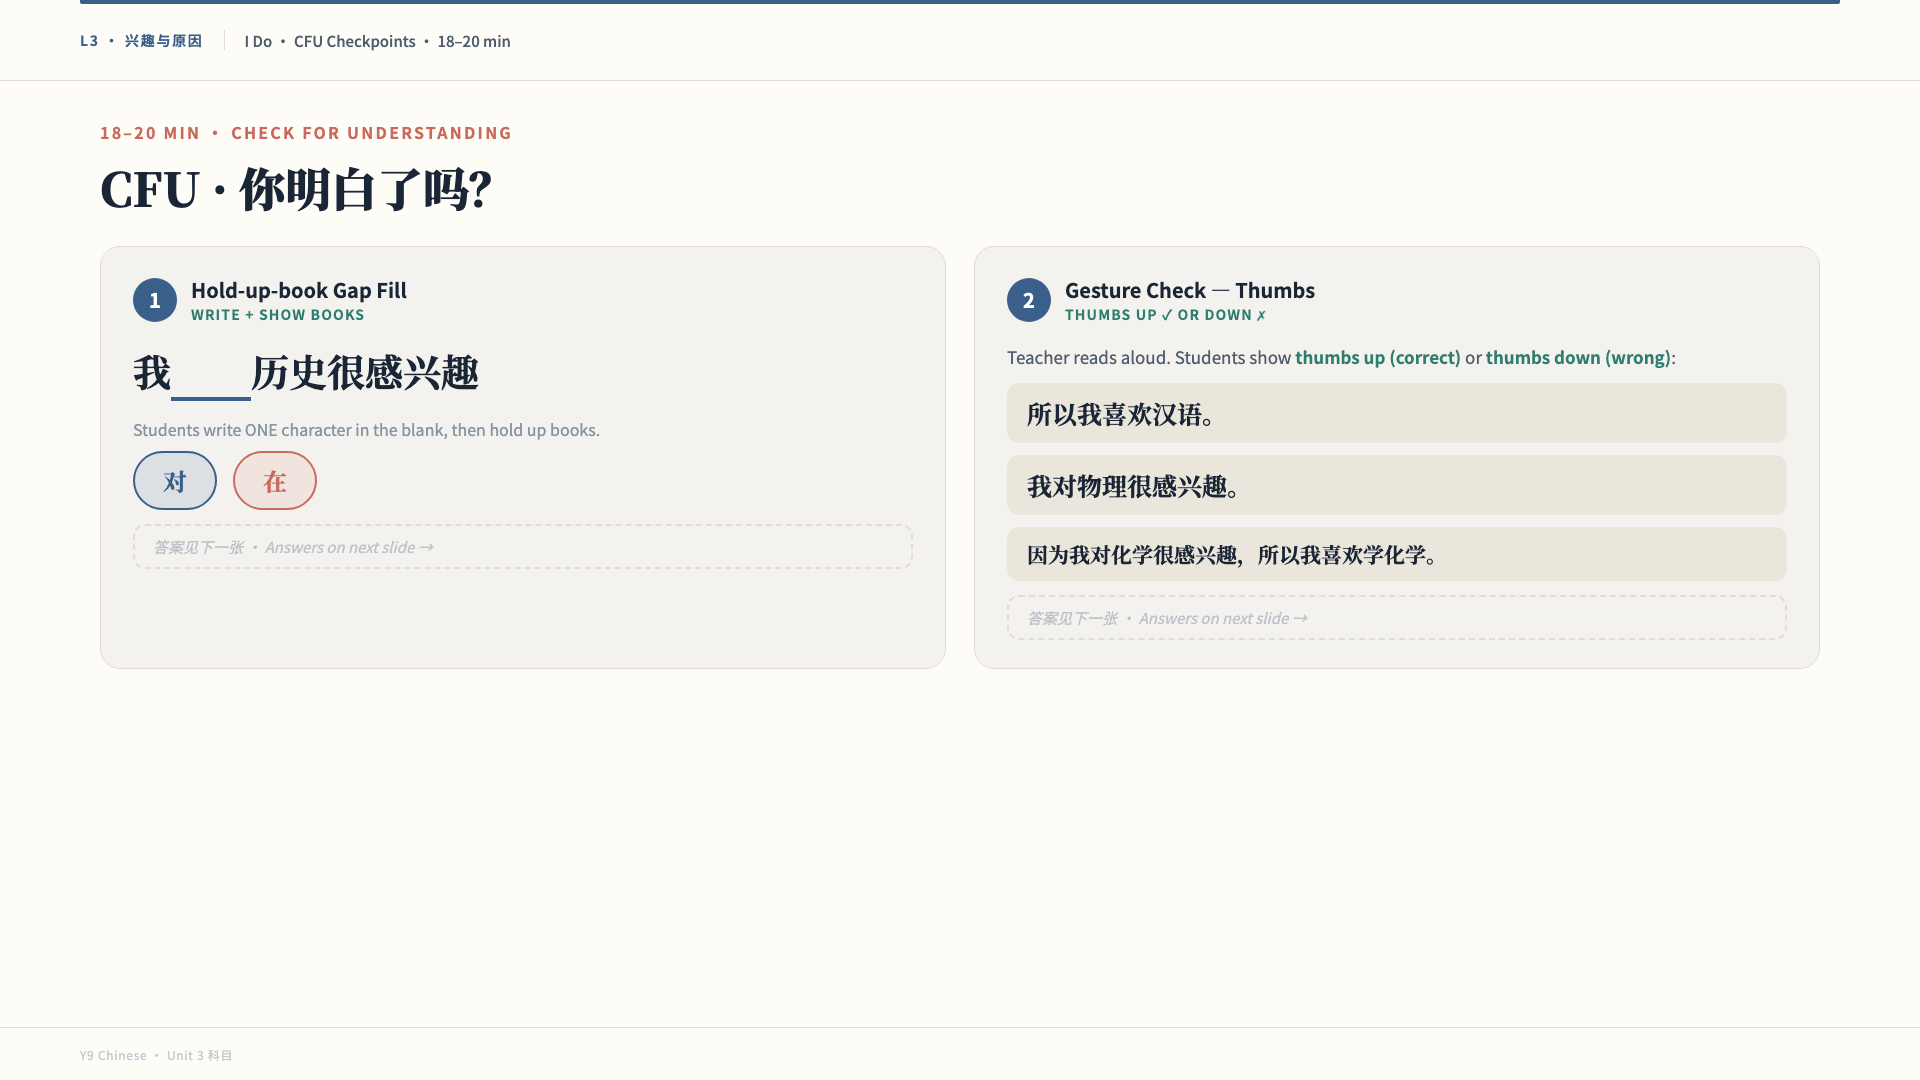 L3 · 兴趣与原因
I Do · CFU Checkpoints · 18–20 min
18–20 MIN · CHECK FOR UNDERSTANDING
CFU · 你明白了吗?
1
Hold-up-book Gap Fill
WRITE + SHOW BOOKS
我____历史很感兴趣
Students write ONE character in the blank, then hold up books.
对
在
答案见下一张 · Answers on next slide →
2
Gesture Check — Thumbs
THUMBS UP ✓ OR DOWN ✗
Teacher reads aloud. Students show thumbs up (correct) or thumbs down (wrong):
所以我喜欢汉语。
我对物理很感兴趣。
因为我对化学很感兴趣，所以我喜欢学化学。
答案见下一张 · Answers on next slide →
Y9 Chinese · Unit 3 科目